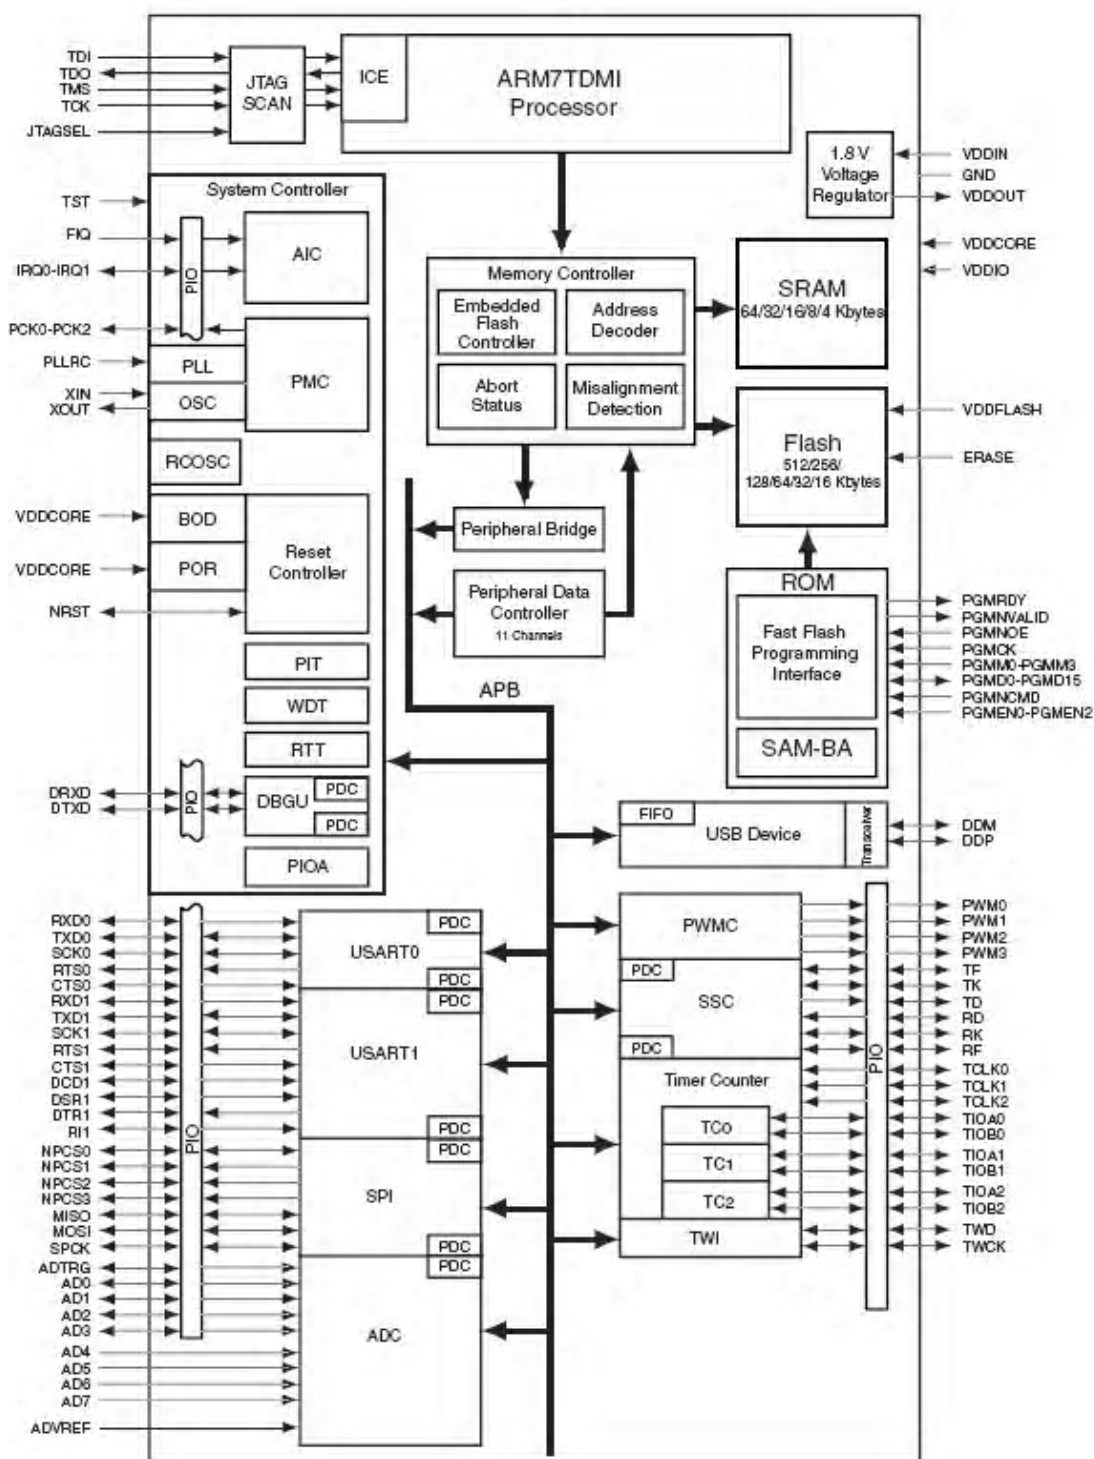 TDI
TDO
TMS
TCK
JTAGSEL
JTAG
SCAN
ICE
ARM7TDMI
Processor
1.8 V
Voltage
Regulator
VDDIN
GND
VDDOUT
VDDCORE
VDDIO
System Controller
TST
FIQ
IRQ0-IRQ1
PIO
AIC
PCK0-PCK2
PLLRC
PLL
PMC
XIN
XOUT
OSC
RCOSC
VDDCORE
BOD
Reset
Controller
VDDCORE
POR
NRST
PIT
WDT
RTT
DRXD
DTXD
PIO
DBGU
PDC
PDC
PIOA
Memory Controller
Embedded
Flash
Controller
Address
Decoder
Abort
Status
Misalignment
Detection
SRAM
64/32/16/8/4 Kbytes
Flash
512/256/
128/64/32/16 Kbytes
VDDFLASH
ERASE
Peripheral Bridge
Peripheral Data
Controller
11 Channels
APB
ROM
Fast Flash
Programming
Interface
SAM-BA
PGMRDY
PGMNVALID
PGMNOE
PGMCK
PGMM0-PGMM3
PGMD0-PGMD15
PGMNCMD
PGMEN0-PGMEN2
FIFO
USB Device
Transceiver
DDM
DDP
RXD0
TXD0
SCK0
RTS0
CTS0
RXD1
TXD1
SCK1
RTS1
CTS1
DCD1
DSR1
DTR1
RI1
NPCS0
NPCS1
NPCS2
NPCS3
MISO
MOSI
SPCK
ADTRG
AD0
AD1
AD2
AD3
AD4
AD5
AD6
AD7
ADVREF
PIO
PDC
USART0
PDC
PDC
USART1
PDC
PDC
SPI
PDC
PDC
ADC
PWMC
PDC
SSC
PDC
Timer Counter
TC0
TC1
TC2
TWI
PIO
PWM0
PWM1
PWM2
PWM3
TF
TK
TD
RD
RK
RF
TCLK0
TCLK1
TCLK2
TIOA0
TIOB0
TIOA1
TIOB1
TIOA2
TIOB2
TWD
TWCK